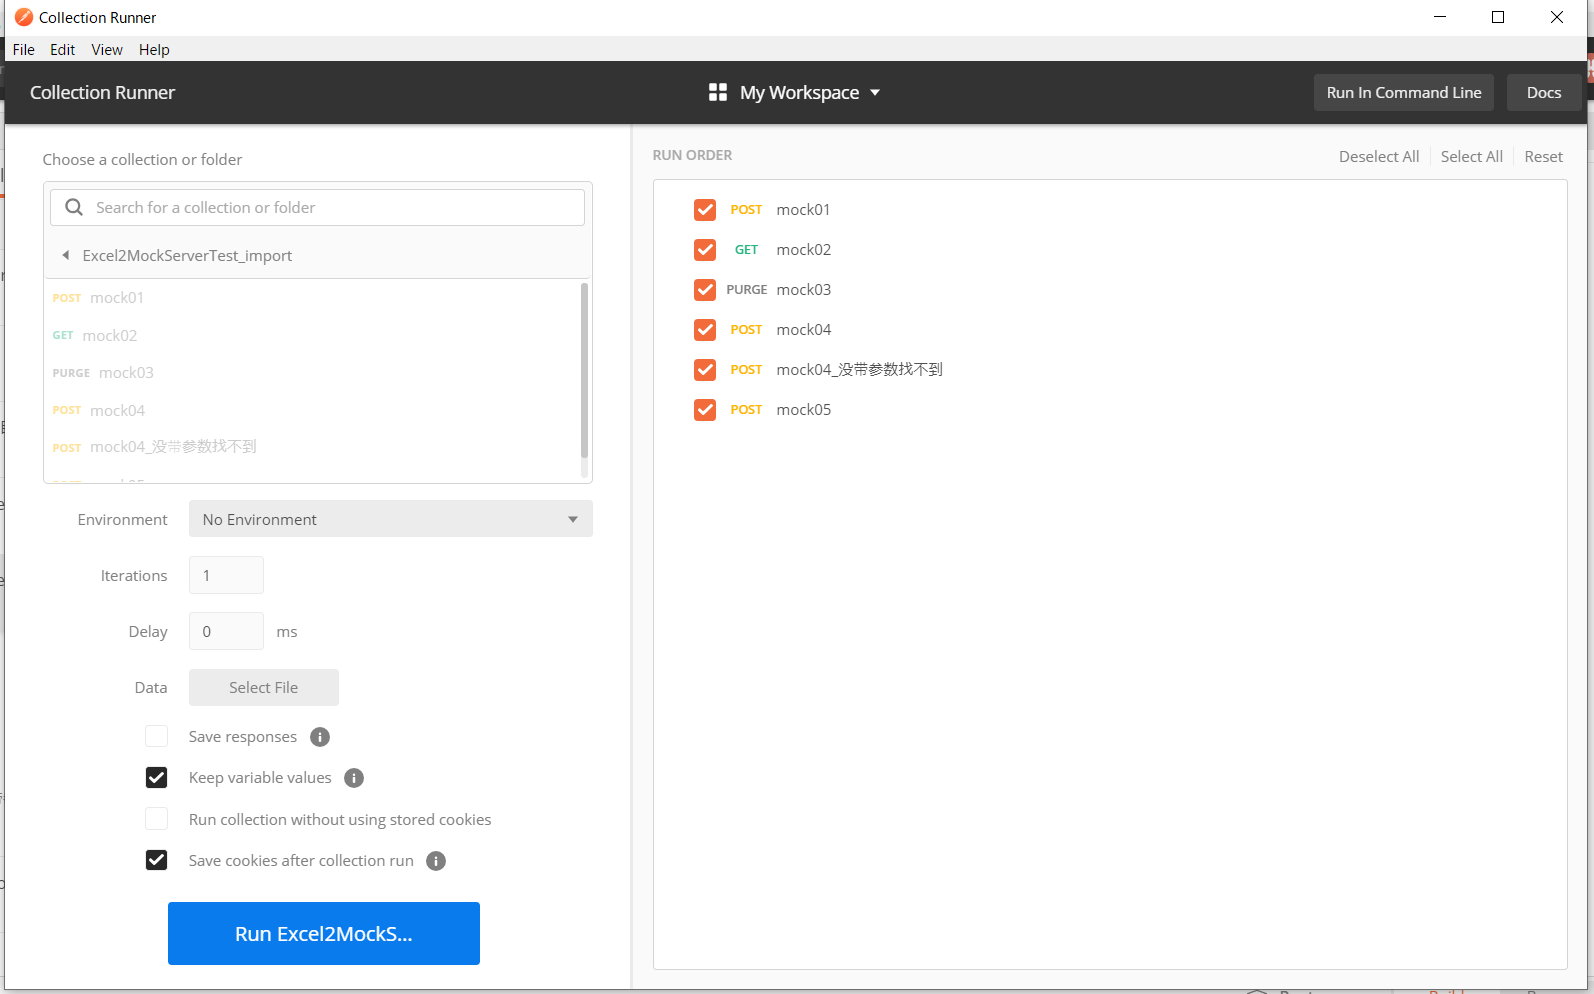 Collection Runner
File Edit View Help
Collection Runner
My Workspace
Run In Command Line
Docs
Choose a collection or folder
Search for a collection or folder
Excel2MockServerTest_import
POST mock01
GET mock02
PURGE mock03
POST mock04
POST mock04_没带参数找不到
Environment No Environment
Iterations 1
Delay 0 ms
Data Select File
Save responses
Keep variable values
Run collection without using stored cookies
Save cookies after collection run
Run Excel2MockS...
RUN ORDER
Deselect All Select All Reset
POST mock01
GET mock02
PURGE mock03
POST mock04
POST mock04_没带参数找不到
POST mock05